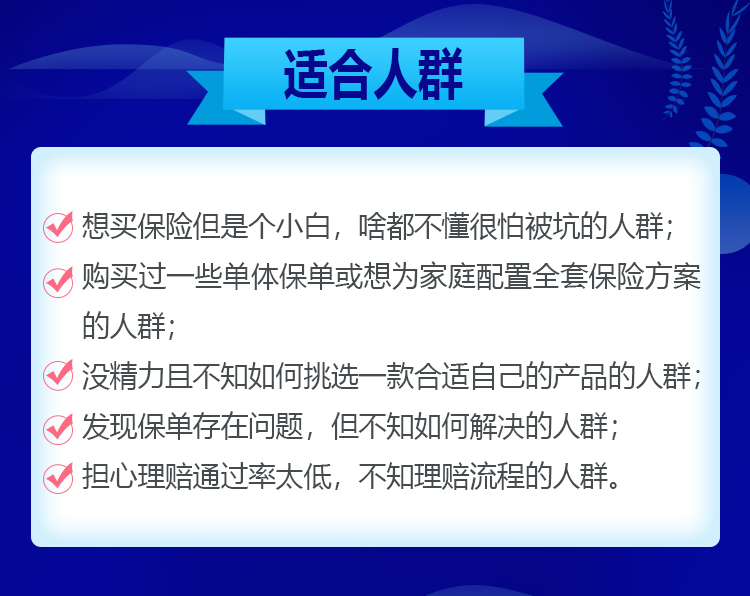 适合人群
想买保险但是个小白，啥都不懂很怕被坑的人群；
购买过一些单体保单或想为家庭配置全套保险方案
的人群；
没精力且不知如何挑选一款合适自己的产品的人群；
发现保单存在问题，但不知如何解决的人群；
担心理赔通过率太低，不知理赔流程的人群。